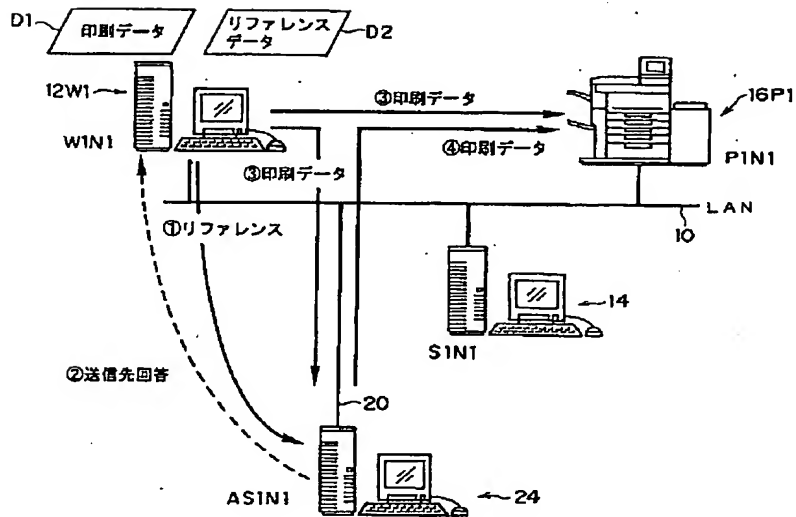 D1
印刷データ
リファレンス
データ
D2
12W1
W1N1
③印刷データ
③印刷データ
④印刷データ
16P1
P1N1
LAN
10
①リファレンス
14
S1N1
②送信先回答
20
AS1N1
24